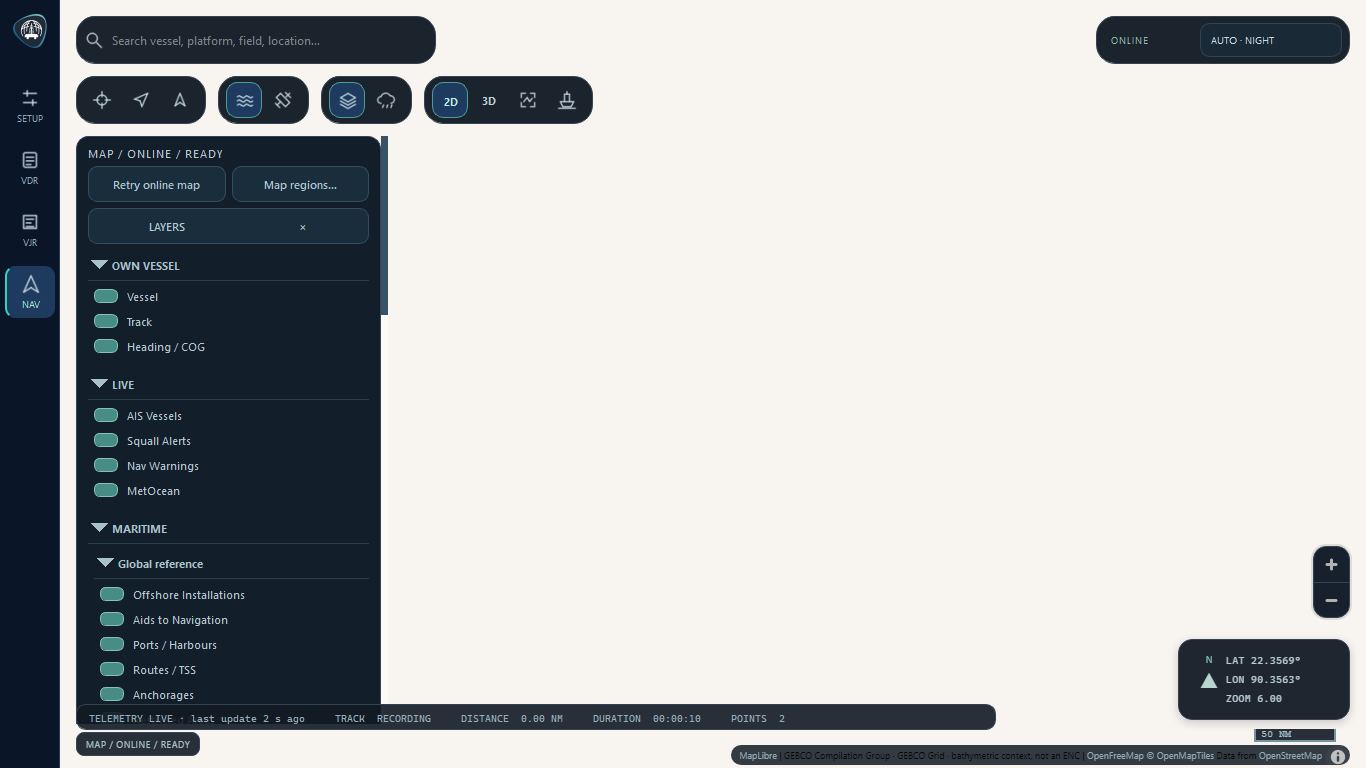 Search vessel, platform, field, location...
ONLINE
AUTO · NIGHT
2D
3D
SETUP
VDR
VJR
NAV
MAP / ONLINE / READY
Retry online map
Map regions...
LAYERS
×
OWN VESSEL
Vessel
Track
Heading / COG
LIVE
AIS Vessels
Squall Alerts
Nav Warnings
MetOcean
MARITIME
Global reference
Offshore Installations
Aids to Navigation
Ports / Harbours
Routes / TSS
Anchorages
+
−
N
LAT 22.3569°
LON 90.3563°
ZOOM 6.00
TELEMETRY LIVE · last update 2 s ago TRACK RECORDING DISTANCE 0.00 NM DURATION 00:00:10 POINTS 2
50 NM
MAP / ONLINE / READY
MapLibre | GEBCO Compilation Group - GEBCO Grid - bathymetric context, not an ENC | OpenFreeMap © OpenMapTiles Data from OpenStreetMap